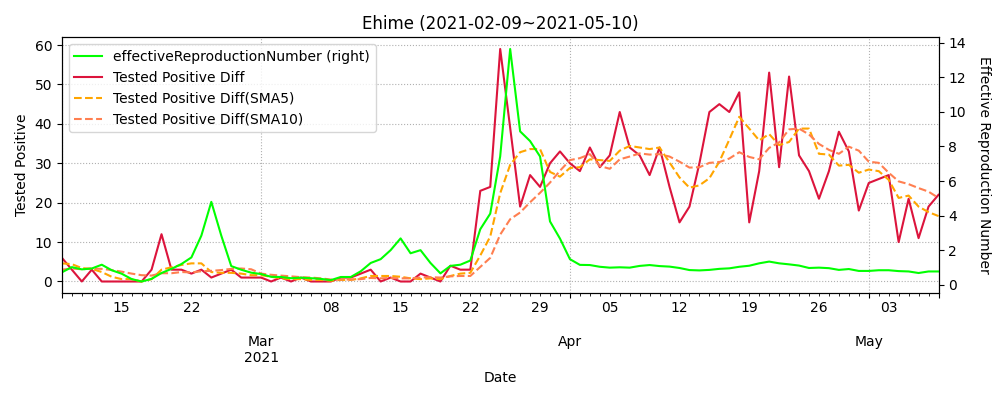 Ehime (2021-02-09~2021-05-10)
effectiveReproductionNumber (right)
Tested Positive Diff
Tested Positive Diff(SMA5)
Tested Positive Diff(SMA10)
Tested Positive
60
50
40
30
20
10
0
Effective Reproduction Number
14
12
10
8
6
4
2
0
15 22 08 15 22 29 05 12 19 26 03
Mar Apr May
2021
Date